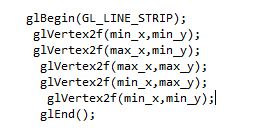 glBegin(GL_LINE_STRIP);
glVertex2f(min_x,min_y);
glVertex2f(max_x,min_y);
glVertex2f(max_x,max_y);
glVertex2f(min_x,max_y);
glVertex2f(min_x,min_y);
glEnd();